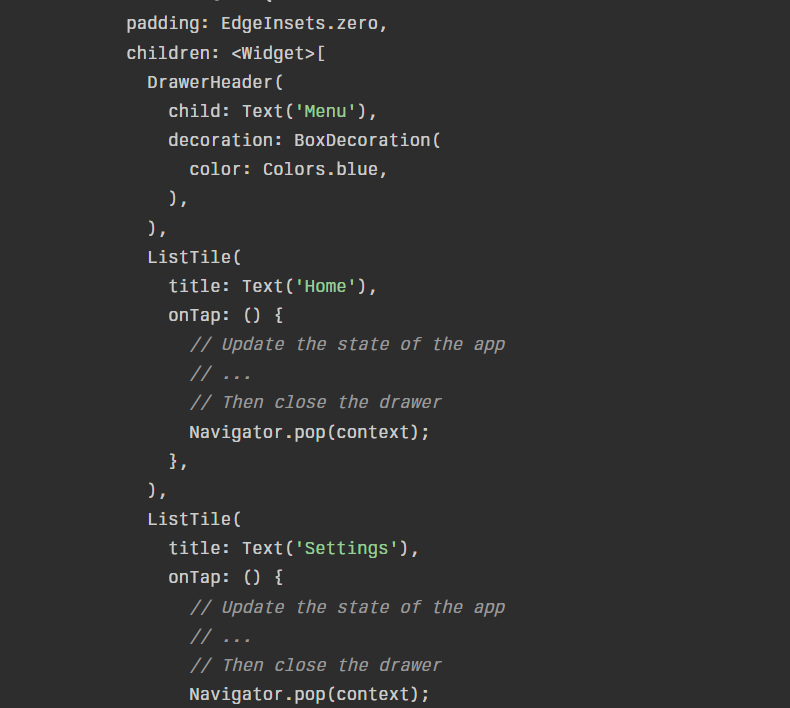 padding: EdgeInsets.zero,
children: <Widget>[
DrawerHeader(
child: Text('Menu'),
decoration: BoxDecoration(
color: Colors.blue,
),
),
ListTile(
title: Text('Home'),
onTap: () {
// Update the state of the app
// ...
// Then close the drawer
Navigator.pop(context);
},
),
ListTile(
title: Text('Settings'),
onTap: () {
// Update the state of the app
// ...
// Then close the drawer
Navigator.pop(context);